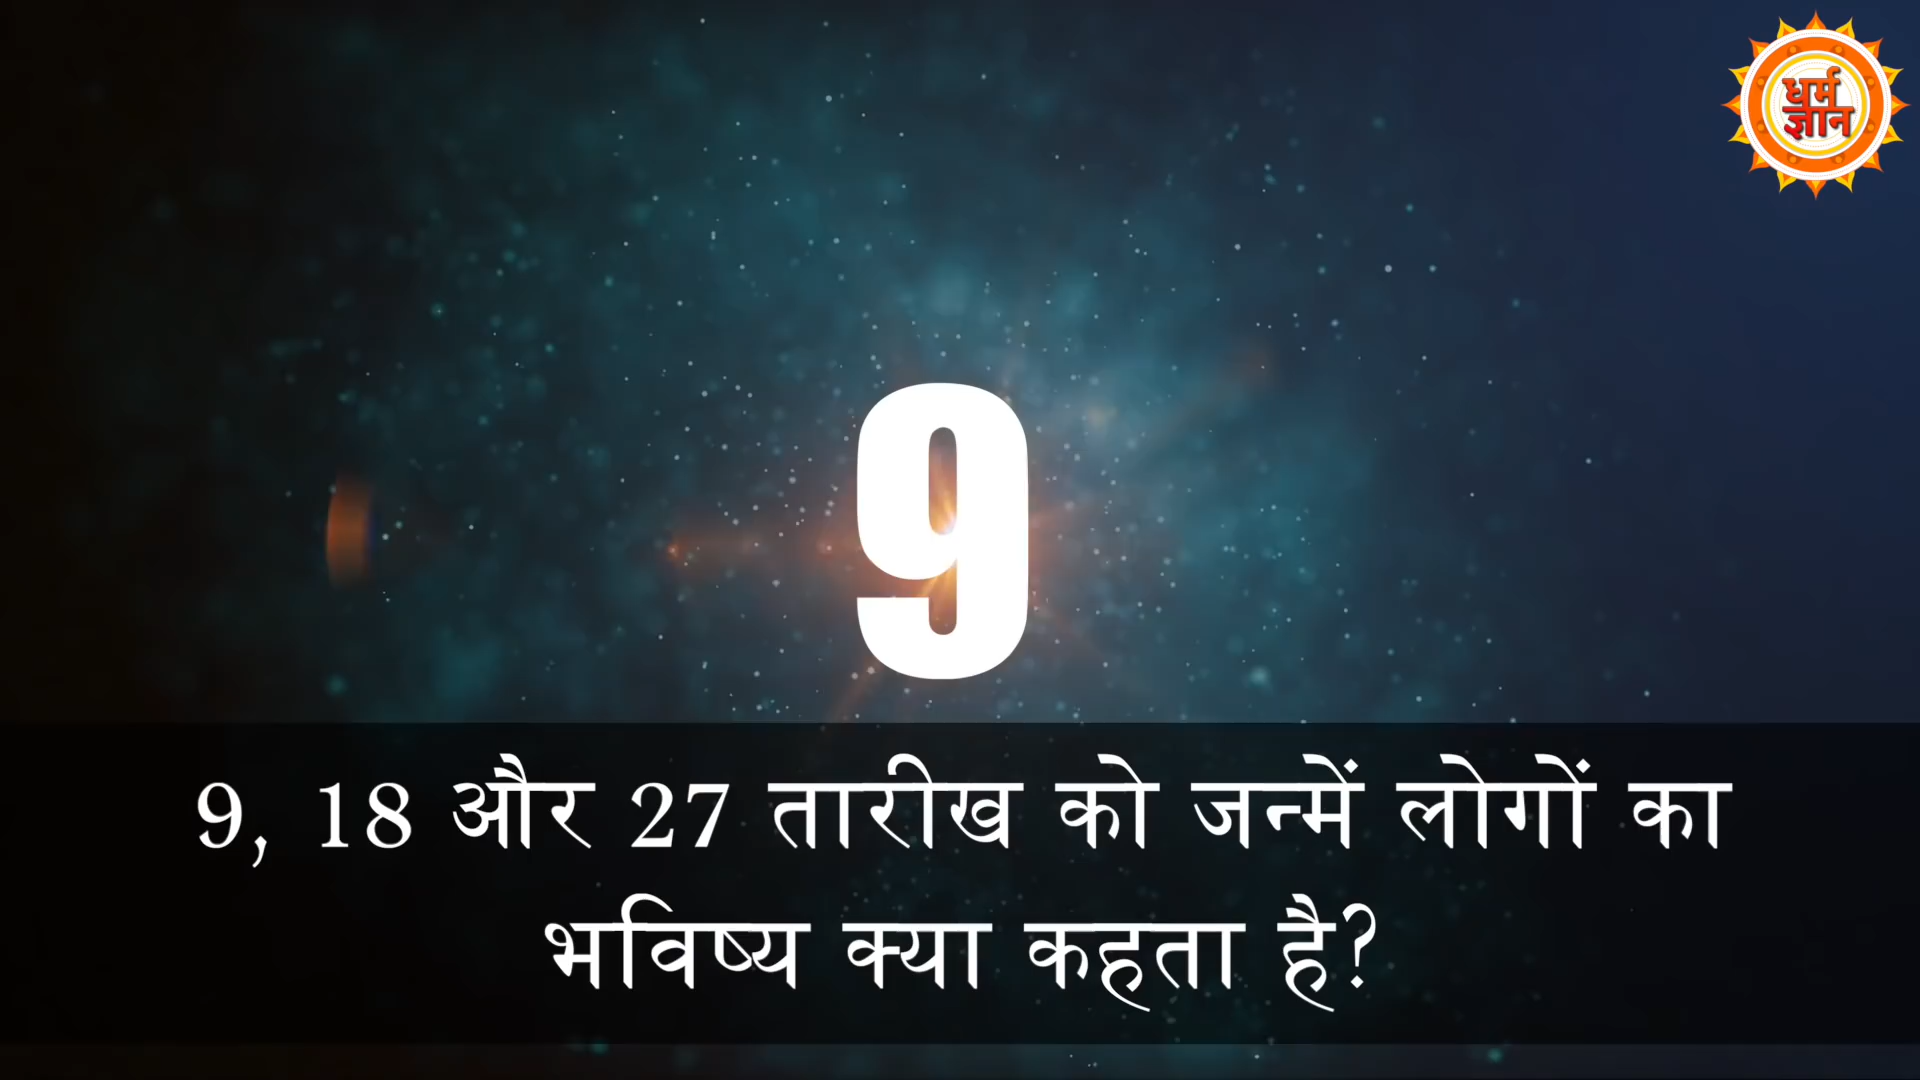 धर्म
ज्ञान
9
9, 18 और 27 तारीख को जन्में लोगों का
भविष्य क्या कहता है?